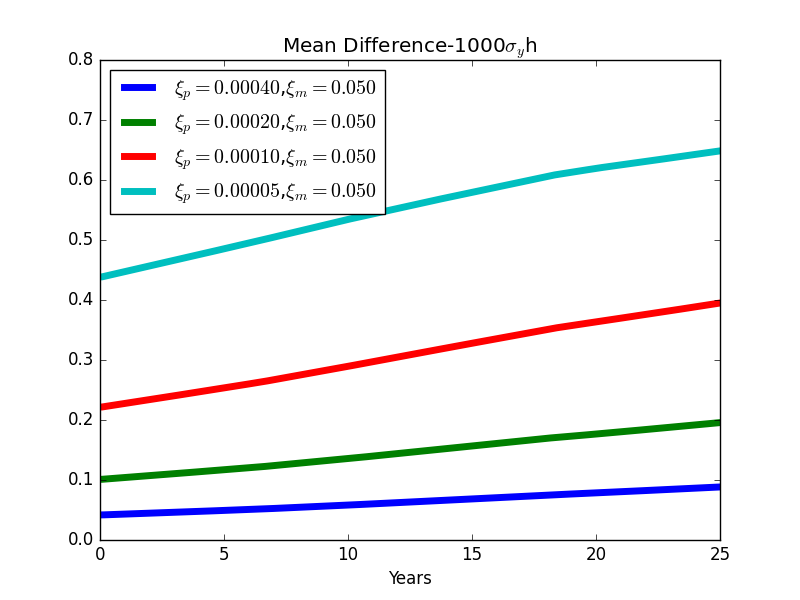 Mean Difference-1000σ_yh
ξ_p = 0.00040,ξ_m = 0.050
ξ_p = 0.00020,ξ_m = 0.050
ξ_p = 0.00010,ξ_m = 0.050
ξ_p = 0.00005,ξ_m = 0.050
0.8
0.7
0.6
0.5
0.4
0.3
0.2
0.1
0.0
0 5 10 15 20 25
Years